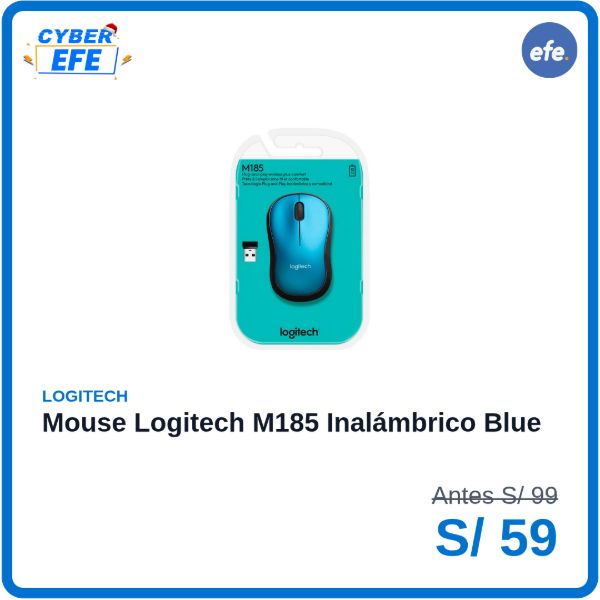 CYBER
EFE
efe.
M185
logitech
logitech
LOGITECH
Mouse Logitech M185 Inalámbrico Blue
Antes S/ 99
S/ 59